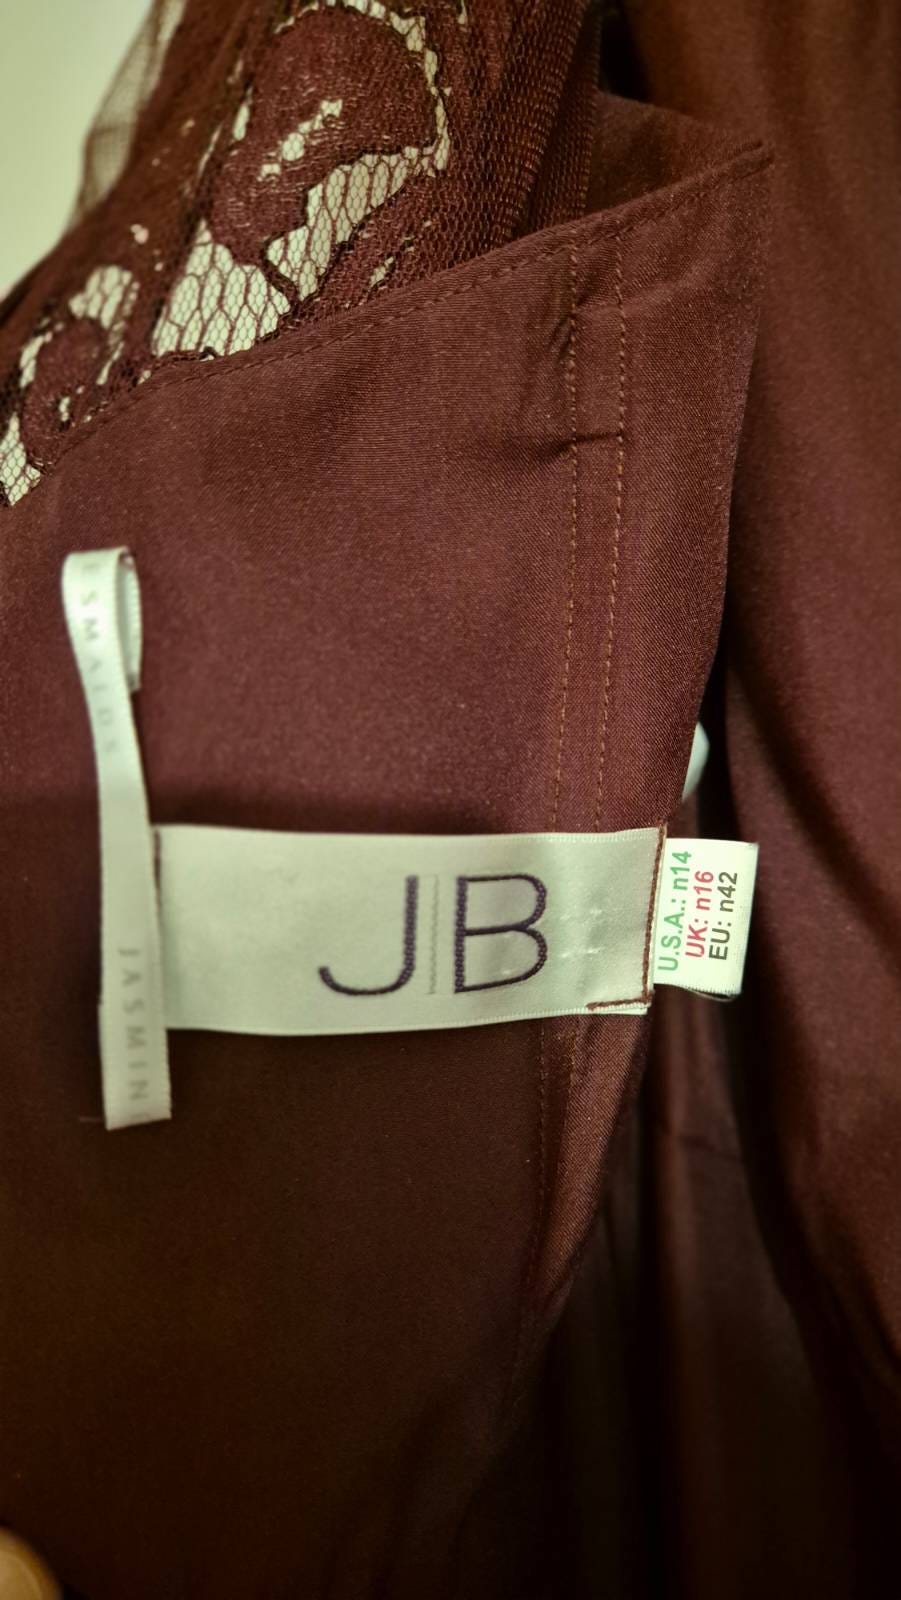 JB
U.S.A.: n14
UK: n16
EU: n42
JASMIN